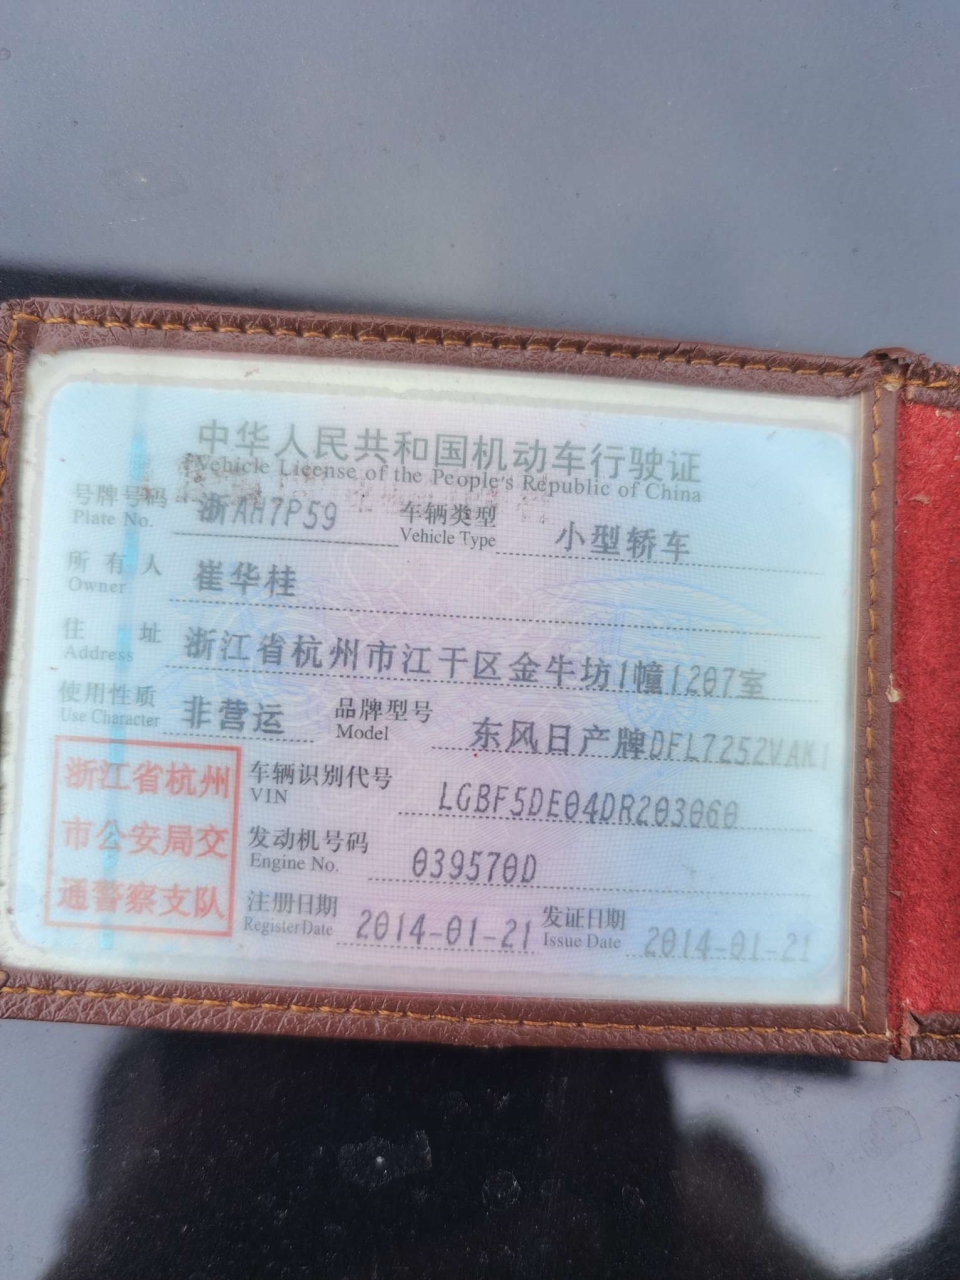 中华人民共和国机动车行驶证
Vehicle License of the People's Republic of China
号牌号码 浙AH7P59 车辆类型 小型轿车
Plate No. Vehicle Type
所有人 崔华桂
Owner
住址 浙江省杭州市江干区金牛坊1幢1207室
Address
使用性质 非营运 品牌型号 东风日产牌DFL7252VAK1
Use Character Model
浙江省杭州
市公安局交
通警察支队
车辆识别代号 LGBF5DE04DR203060
VIN
发动机号码 039570D
Engine No.
注册日期 2014-01-21 发证日期 2014-01-21
Register Date Issue Date